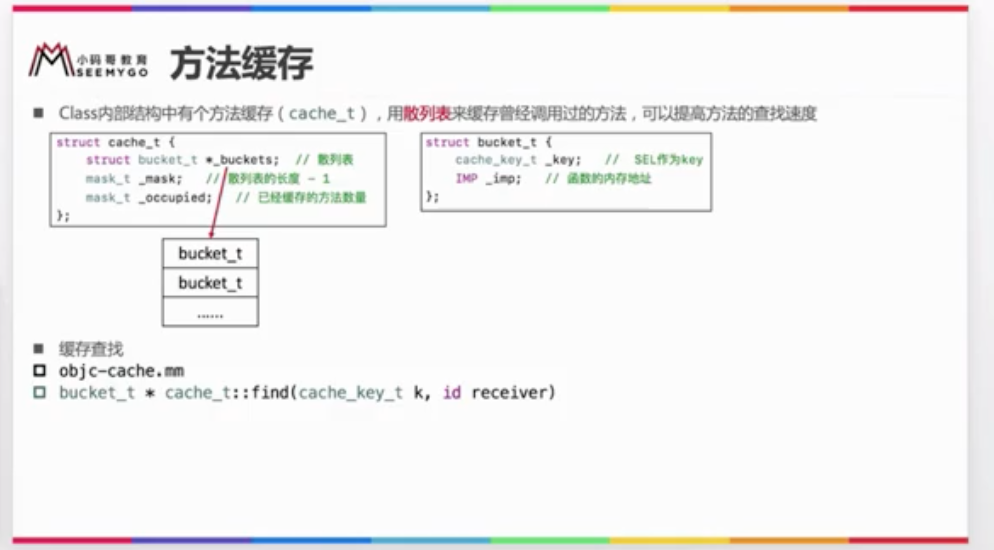 小码哥教育
SEEMYGO
方法缓存
■ Class内部结构中有个方法缓存（cache_t），用散列表来缓存曾经调用过的方法，可以提高方法的查找速度
struct cache_t {
struct bucket_t *_buckets; // 散列表
mask_t _mask; // 散列表的长度 - 1
mask_t _occupied; // 已经缓存的方法数量
};
struct bucket_t {
cache_key_t _key; // SEL作为key
IMP _imp; // 函数的内存地址
};
bucket_t
bucket_t
......
■ 缓存查找
objc-cache.mm
bucket_t * cache_t::find(cache_key_t k, id receiver)